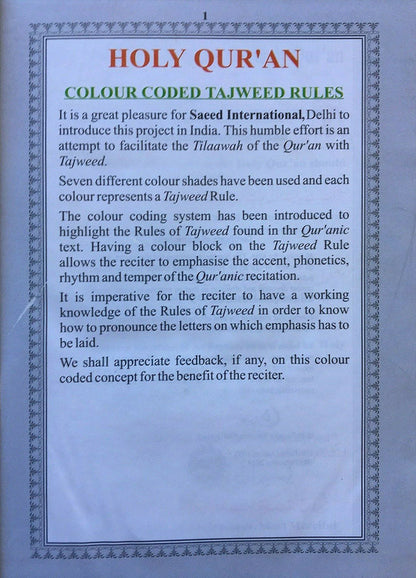 1
HOLY QUR'AN
COLOUR CODED TAJWEED RULES
It is a great pleasure for Saeed International, Delhi to
introduce this project in India. This humble effort is an
attempt to facilitate the Tilaawah of the Qur'an with
Tajweed.
Seven different colour shades have been used and each
colour represents a Tajweed Rule.
The colour coding system has been introduced to
highlight the Rules of Tajweed found in thr Qur'anic
text. Having a colour block on the Tajweed Rule
allows the reciter to emphasise the accent, phonetics,
rhythm and temper of the Qur'anic recitation.
It is imperative for the reciter to have a working
knowledge of the Rules of Tajweed in order to know
how to pronounce the letters on which emphasis has to
be laid.
We shall appreciate feedback, if any, on this colour
coded concept for the benefit of the reciter.